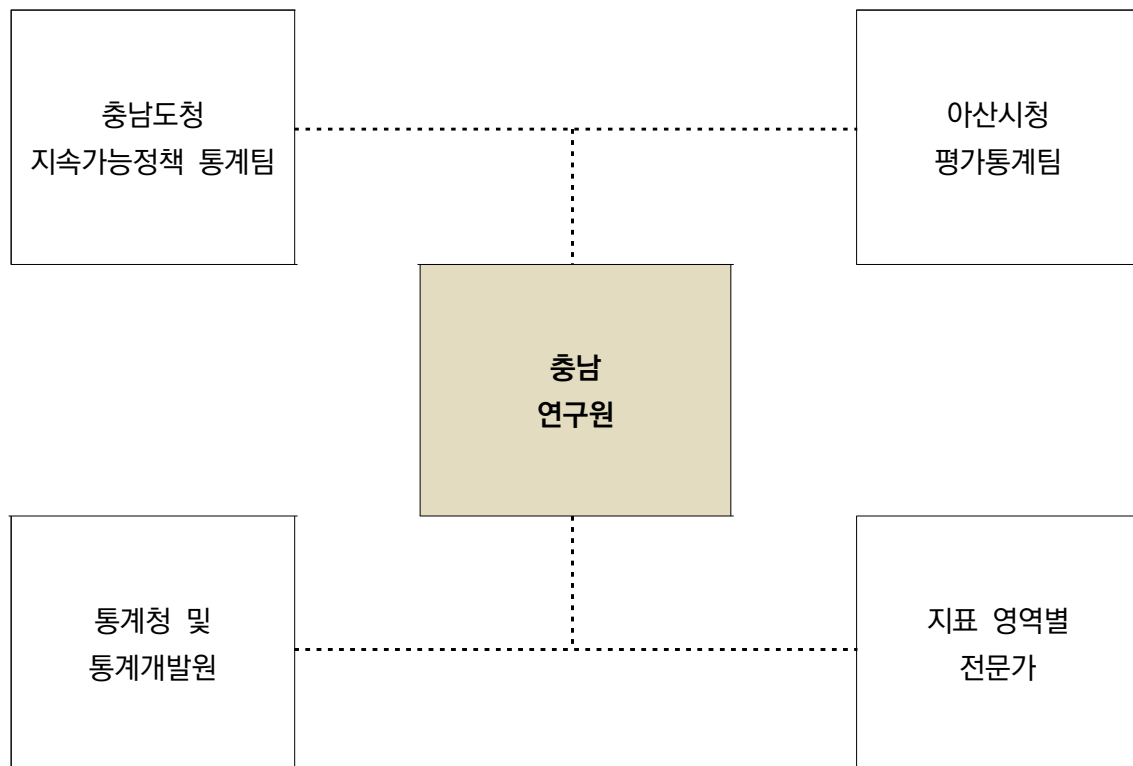 충남도청
지속가능정책 통계팀
아산시청
평가통계팀
충남
연구원
통계청 및
통계개발원
지표 영역별
전문가